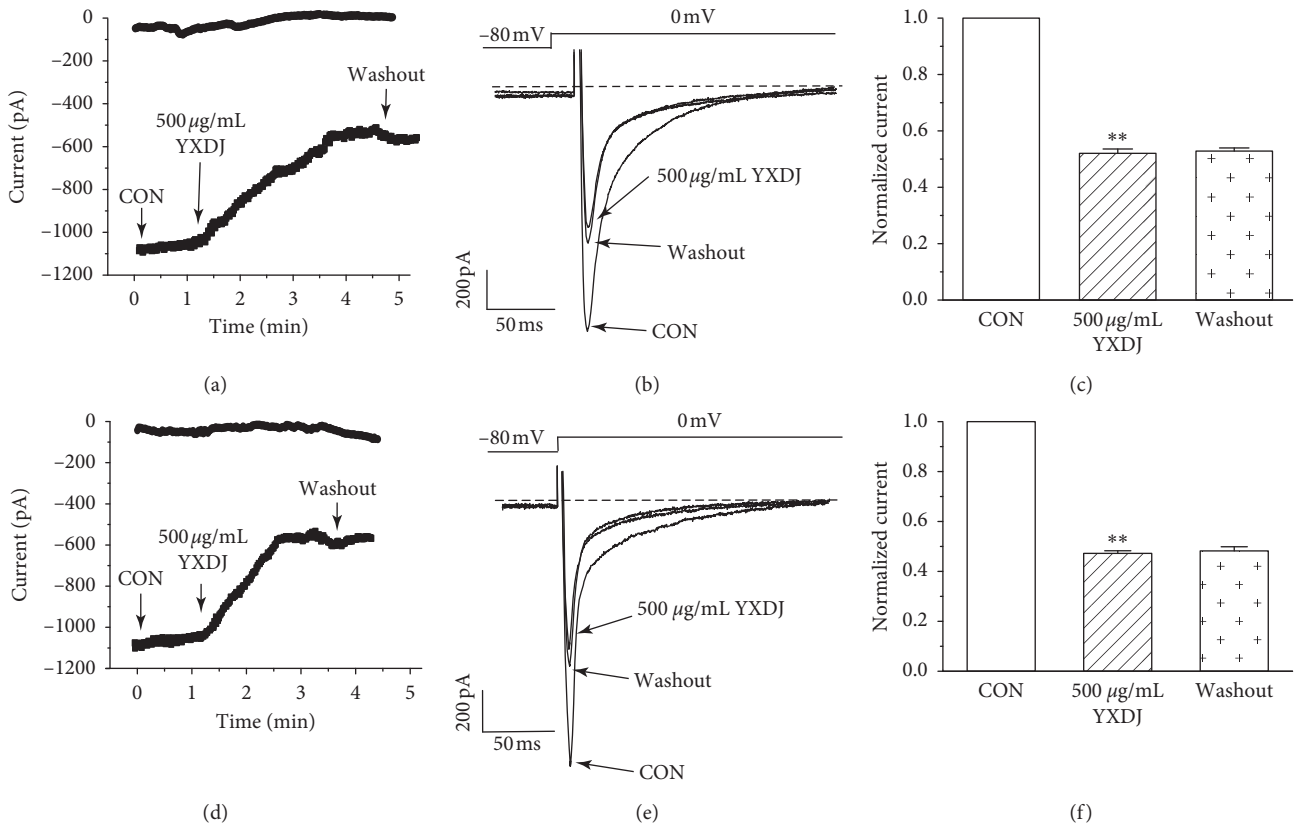 0
−200
−400
−600
−800
−1000
−1200
Current (pA)
Washout
500 μg/mL
YXDJ
CON
0 1 2 3 4 5
Time (min)
(a)
0 mV
−80 mV
500 μg/mL YXDJ
Washout
200 pA
50 ms
CON
(b)
1.0
0.8
0.6
0.4
0.2
0.0
Normalized current
**
CON
500 μg/mL
YXDJ
Washout
(c)
0
−200
−400
−600
−800
−1000
−1200
Current (pA)
Washout
500 μg/mL
YXDJ
CON
0 1 2 3 4 5
Time (min)
(d)
0 mV
−80 mV
500 μg/mL YXDJ
Washout
200 pA
50 ms
CON
(e)
1.0
0.8
0.6
0.4
0.2
0.0
Normalized current
**
CON
500 μg/mL
YXDJ
Washout
(f)